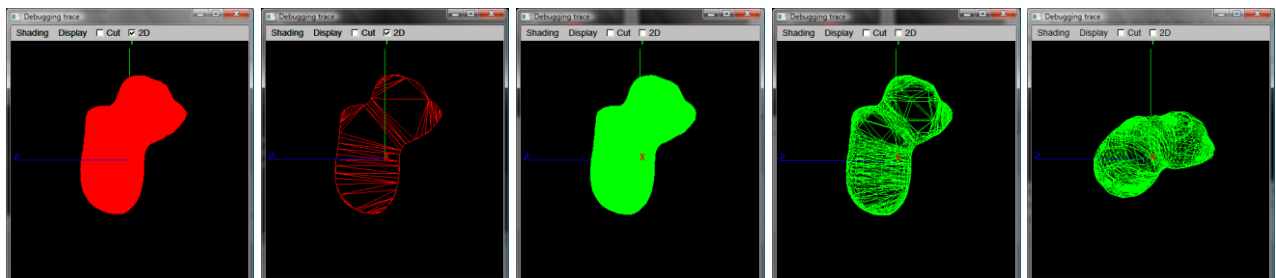 Debugging trace
Shading Display Cut 2D
Y
Z
Debugging trace
Shading Display Cut 2D
Y
Z X
Debugging trace
Shading Display Cut 2D
Y
X
Z
Debugging trace
Shading Display Cut 2D
Y
Z X
Debugging trace
Shading Display Cut 2D
Y
Z X